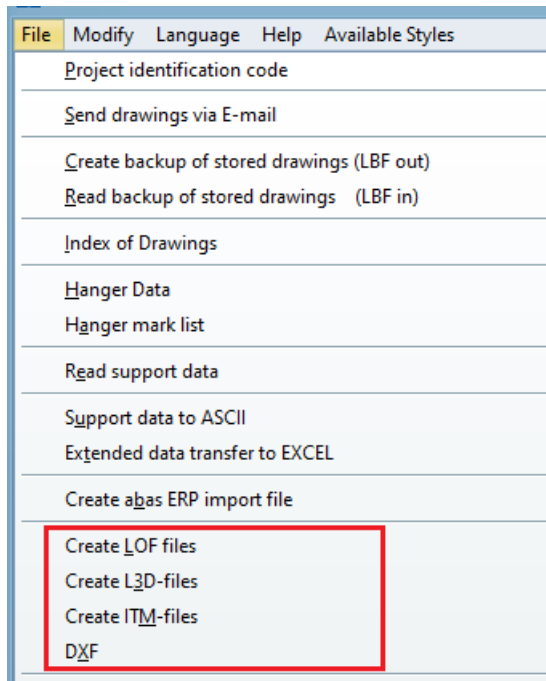 File Modify Language Help Available Styles
Project identification code
Send drawings via E-mail
Create backup of stored drawings (LBF out)
Read backup of stored drawings (LBF in)
Index of Drawings
Hanger Data
Hanger mark list
Read support data
Support data to ASCII
Extended data transfer to EXCEL
Create abas ERP import file
Create LOF files
Create L3D-files
Create ITM-files
DXF